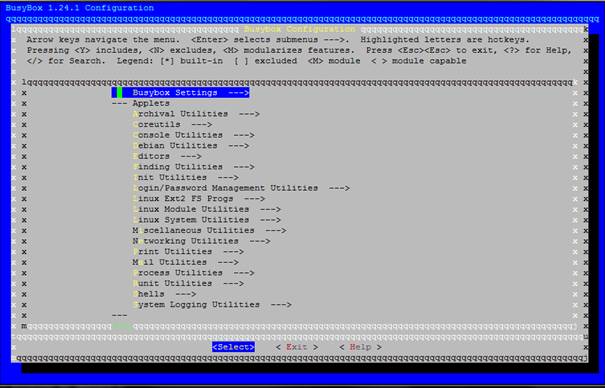 BusyBox 1.24.1 Configuration
Busybox Configuration
Arrow keys navigate the menu. <Enter> selects submenus --->. Highlighted letters are hotkeys.
Pressing <Y> includes, <N> excludes, <M> modularizes features. Press <Esc><Esc> to exit, <?> for Help,
</> for Search. Legend: [*] built-in [ ] excluded <M> module < > module capable
Busybox Settings --->
--- Applets
Archival Utilities --->
Coreutils --->
Console Utilities --->
Debian Utilities --->
Editors --->
Finding Utilities --->
Init Utilities --->
Login/Password Management Utilities --->
Linux Ext2 FS Progs --->
Linux Module Utilities --->
Linux System Utilities --->
Miscellaneous Utilities --->
Networking Utilities --->
Print Utilities --->
Mail Utilities --->
Process Utilities --->
Runit Utilities --->
Shells --->
System Logging Utilities --->
---
<Select> < Exit > < Help >